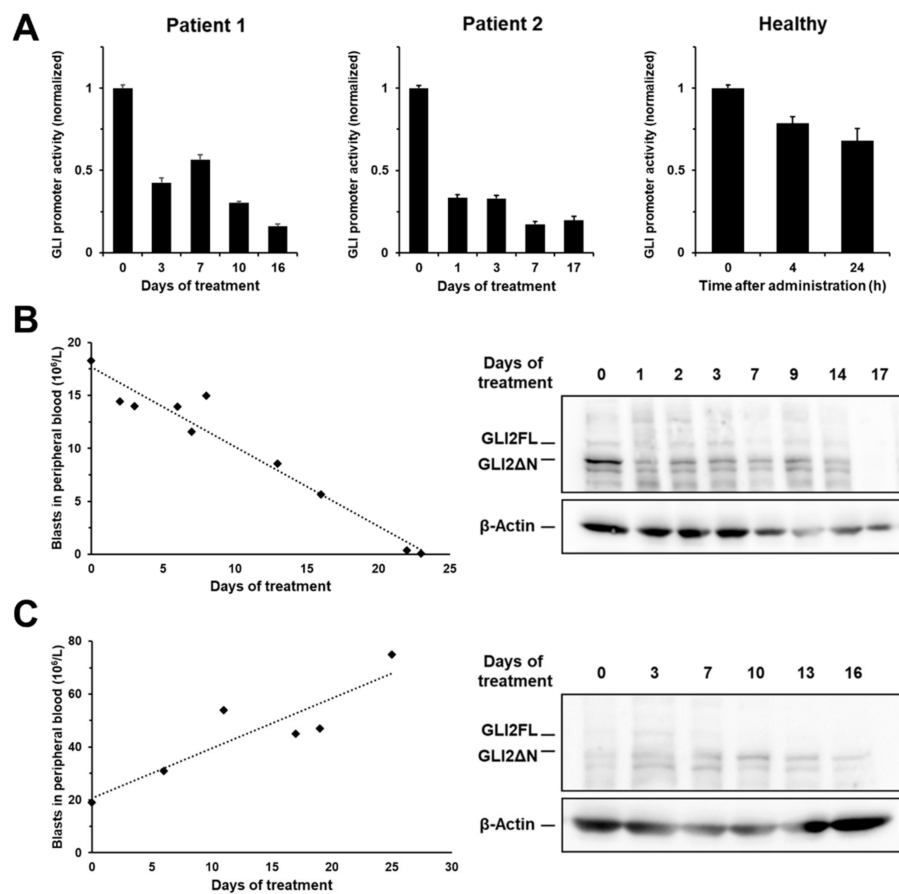 A
Patient 1
Patient 2
Healthy
GLI promoter activity (normalized)
1
0.5
0
0 3 7 10 16
Days of treatment
GLI promoter activity (normalized)
1
0.5
0
0 1 3 7 17
Days of treatment
GLI promoter activity (normalized)
1
0.5
0
0 4 24
Time after administration (h)
B
Blasts in peripheral blood (10⁶/L)
20
15
10
5
0
0 5 10 15 20 25
Days of treatment
Days of
treatment
0 1 2 3 7 9 14 17
GLI2FL
GLI2ΔN
β-Actin
C
Blasts in peripheral blood (10⁶/L)
80
60
40
20
0
0 5 10 15 20 25 30
Days of treatment
Days of
treatment
0 3 7 10 13 16
GLI2FL
GLI2ΔN
β-Actin